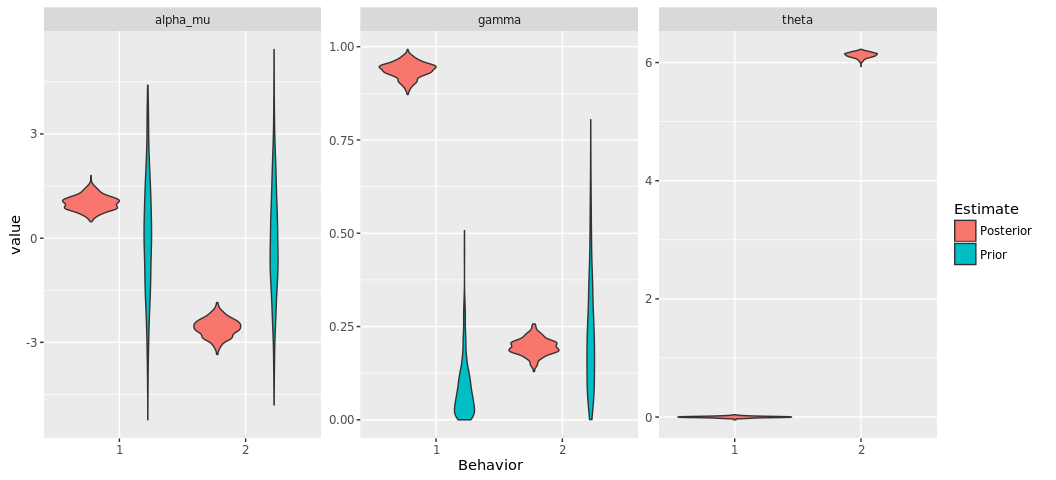 alpha_mu
gamma
theta
value
3
0
-3
1
2
1.00
0.75
0.50
0.25
0.00
1
2
6
4
2
0
1
2
Behavior
Estimate
Posterior
Prior